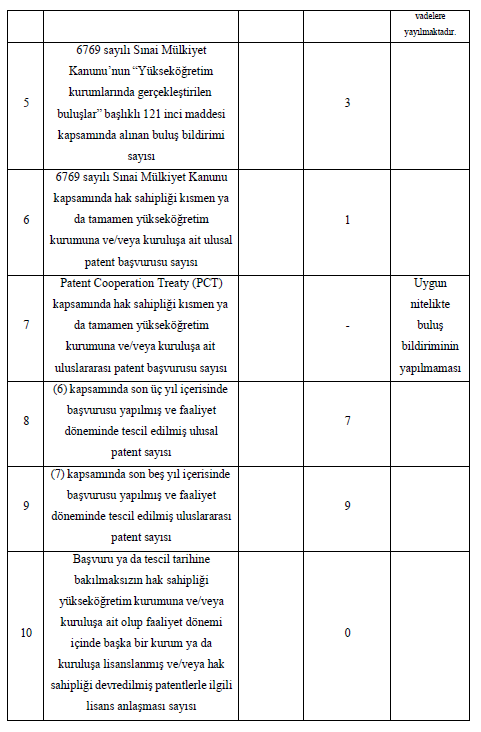 vadelere
yayılmaktadır.
6769 sayılı Sınai Mülkiyet
Kanunu’nun “Yükseköğretim
kurumlarında gerçekleştirilen
5
buluşlar” başlıklı 121 inci maddesi
3
kapsamında alınan buluş bildirimi
sayısı
6769 sayılı Sınai Mülkiyet Kanunu
kapsamında hak sahipliği kısmen ya
6
da tamamen yükseköğretim
1
kurumuna ve/veya kuruluşa ait ulusal
patent başvurusu sayısı
Patent Cooperation Treaty (PCT)
Uygun
kapsamında hak sahipliği kısmen ya
nitelikte
7
da tamamen yükseköğretim
-
buluş
kurumuna ve/veya kuruluşa ait
bildiriminin
uluslararası patent başvurusu sayısı
yapılmaması
(6) kapsamında son üç yıl içerisinde
başvurusu yapılmış ve faaliyet
8
döneminde tescil edilmiş ulusal
7
patent sayısı
(7) kapsamında son beş yıl içerisinde
başvurusu yapılmış ve faaliyet
9
döneminde tescil edilmiş uluslararası
9
patent sayısı
Başvuru ya da tescil tarihine
bakılmaksızın hak sahipliği
yükseköğretim kurumuna ve/veya
kuruluşa ait olup faaliyet dönemi
10
içinde başka bir kurum ya da
0
kuruluşa lisanslanmış ve/veya hak
sahipliği devredilmiş patentlerle ilgili
lisans anlaşması sayısı